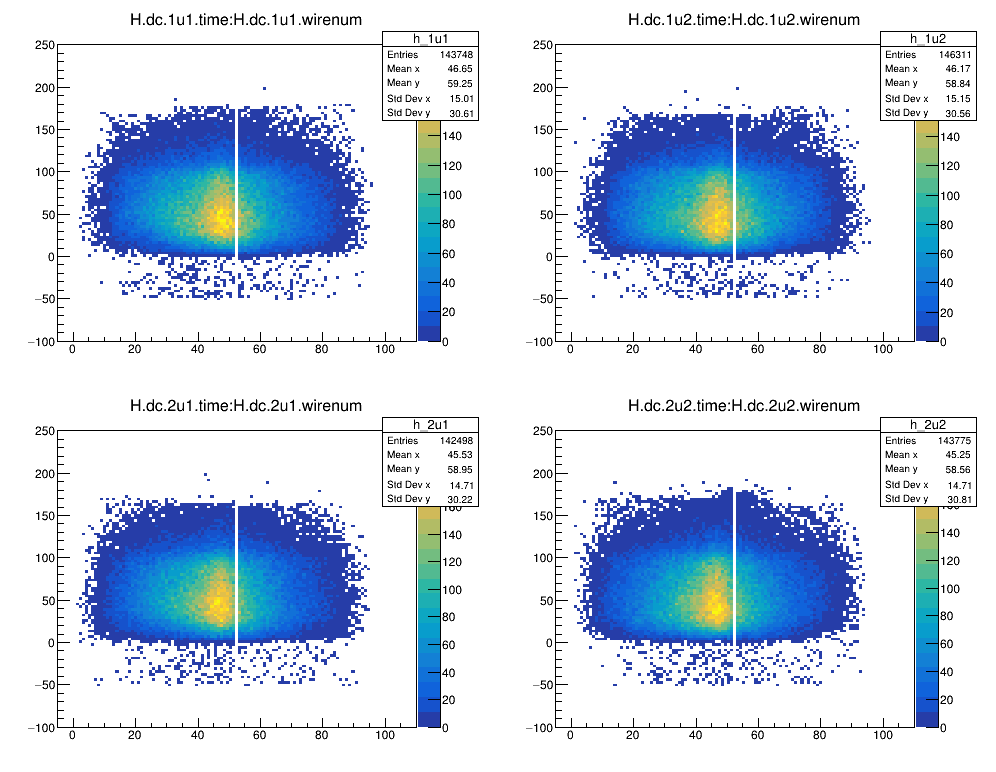 H.dc.1u1.time:H.dc.1u1.wirenum
h_1u1
Entries 143748
Mean x 46.65
Mean y 59.25
Std Dev x 15.01
Std Dev y 30.61
250
200
150
100
50
0
−50
−100
0 20 40 60 80 100
140
120
100
80
60
40
20
0
H.dc.1u2.time:H.dc.1u2.wirenum
h_1u2
Entries 146311
Mean x 46.17
Mean y 58.84
Std Dev x 15.15
Std Dev y 30.56
250
200
150
100
50
0
−50
−100
0 20 40 60 80 100
140
120
100
80
60
40
20
0
H.dc.2u1.time:H.dc.2u1.wirenum
h_2u1
Entries 142498
Mean x 45.53
Mean y 58.95
Std Dev x 14.71
Std Dev y 30.22
250
200
150
100
50
0
−50
−100
0 20 40 60 80 100
160
140
120
100
80
60
40
20
0
H.dc.2u2.time:H.dc.2u2.wirenum
h_2u2
Entries 143775
Mean x 45.25
Mean y 58.56
Std Dev x 14.71
Std Dev y 30.81
250
200
150
100
50
0
−50
−100
0 20 40 60 80 100
160
140
120
100
80
60
40
20
0